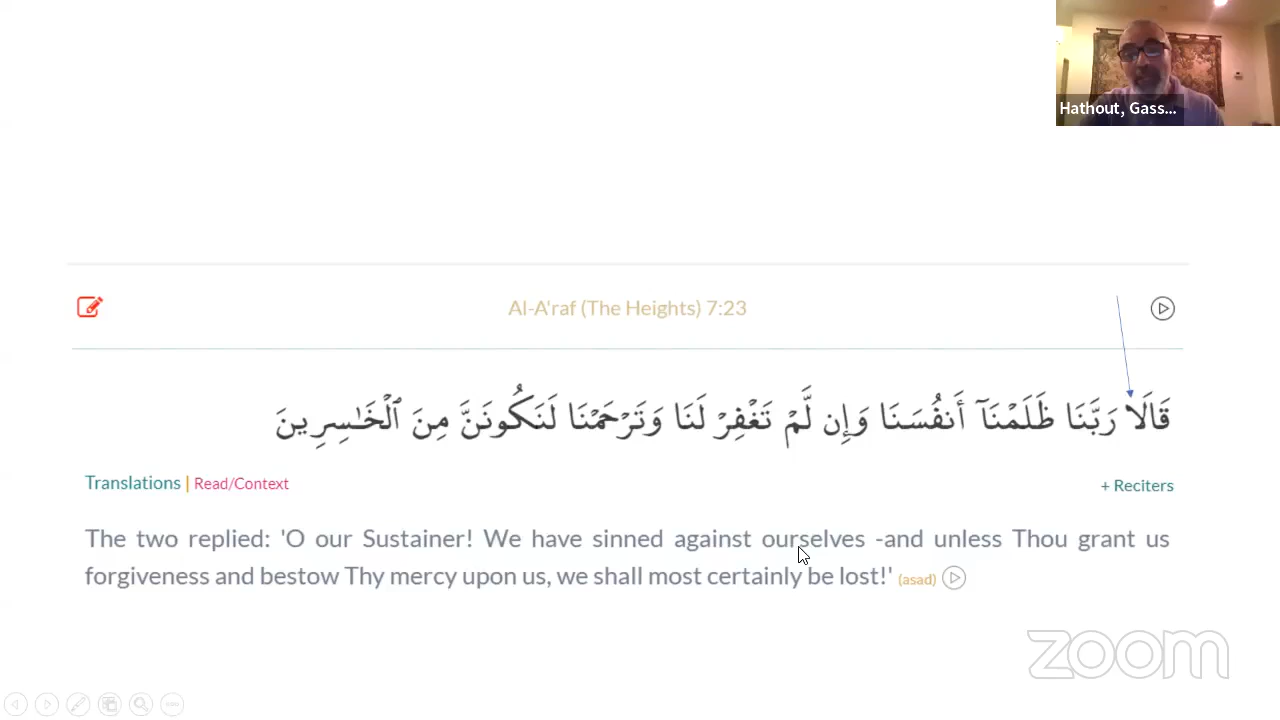 Hathout, Gass...
Al-A'raf (The Heights) 7:23
قَالَا رَبَّنَا ظَلَمْنَآ أَنفُسَنَا وَإِن لَّمْ تَغْفِرْ لَنَا وَتَرْحَمْنَا لَنَكُونَنَّ مِنَ ٱلْخَـٰسِرِينَ
Translations | Read/Context
+ Reciters
The two replied: 'O our Sustainer! We have sinned against ourselves -and unless Thou grant us
forgiveness and bestow Thy mercy upon us, we shall most certainly be lost!' (asad)
zoom